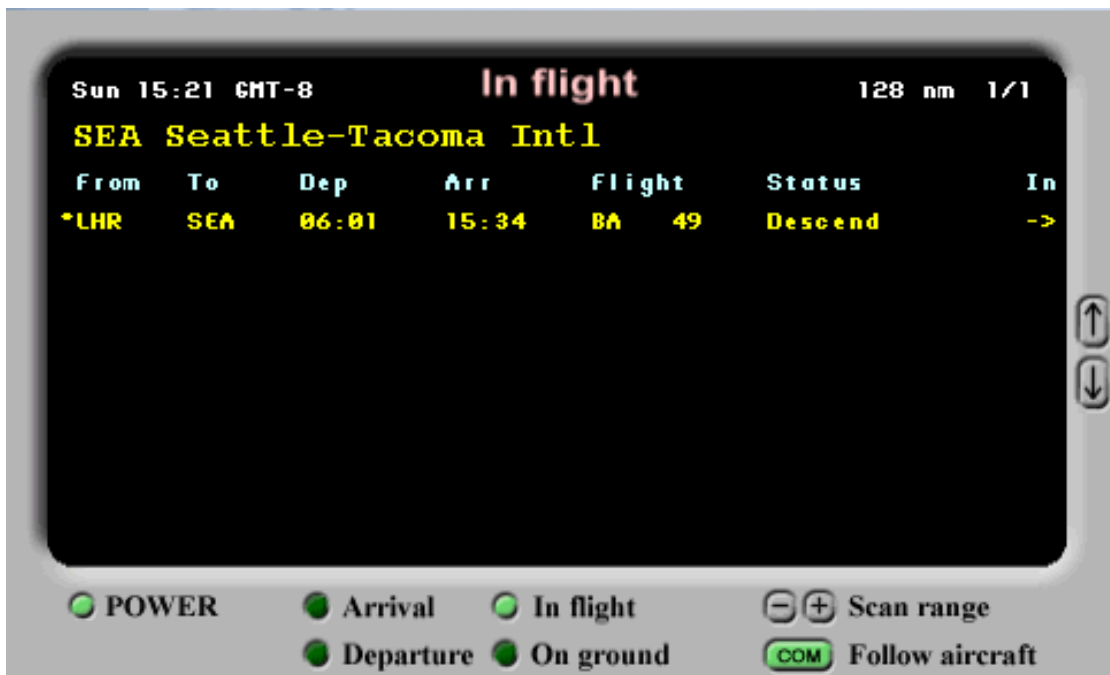 Sun 15:21 GMT-8 In flight 128 nm 1/1
SEA Seattle-Tacoma Intl
From To Dep Arr Flight Status In
*LHR SEA 06:01 15:34 BA 49 Descend ->
↑
↓
POWER Arrival In flight - + Scan range
Departure On ground COM Follow aircraft